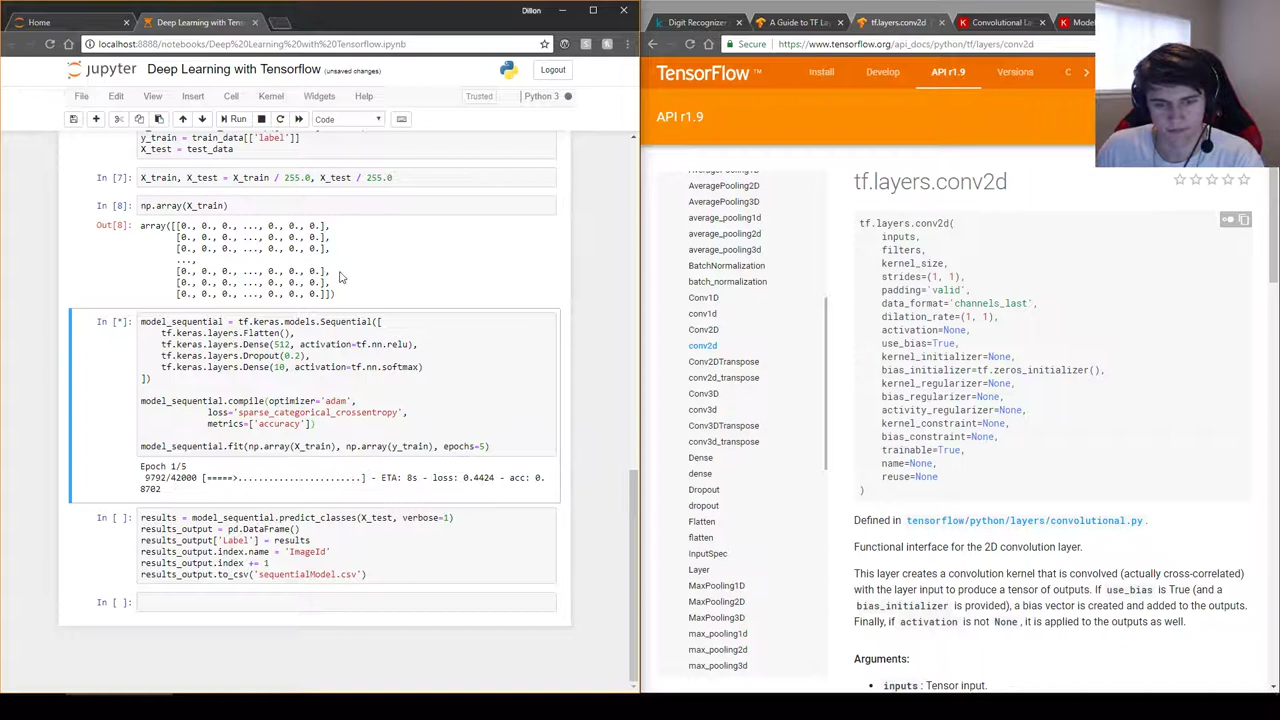 Home
Deep Learning with Tens
Dillon
localhost:8888/notebooks/Deep%20Learning%20with%20Tensorflow.ipynb
jupyter
Deep Learning with Tensorflow (unsaved changes)
Logout
File Edit View Insert Cell Kernel Widgets Help
Trusted
Python 3
Run
Code
y_train = train_data[['label']]
X_test = test_data
In [7]: X_train, X_test = X_train / 255.0, X_test / 255.0
In [8]: np.array(X_train)
Out[8]: array([[0., 0., 0., ..., 0., 0., 0.],
[0., 0., 0., ..., 0., 0., 0.],
[0., 0., 0., ..., 0., 0., 0.],
...,
[0., 0., 0., ..., 0., 0., 0.],
[0., 0., 0., ..., 0., 0., 0.],
[0., 0., 0., ..., 0., 0., 0.]])
In [*]: model_sequential = tf.keras.models.Sequential([
tf.keras.layers.Flatten(),
tf.keras.layers.Dense(512, activation=tf.nn.relu),
tf.keras.layers.Dropout(0.2),
tf.keras.layers.Dense(10, activation=tf.nn.softmax)
])
model_sequential.compile(optimizer='adam',
loss='sparse_categorical_crossentropy',
metrics=['accuracy'])
model_sequential.fit(np.array(X_train), np.array(y_train), epochs=5)
Epoch 1/5
9792/42000 [=====>........................] - ETA: 8s - loss: 0.4424 - acc: 0.
8702
In [ ]: results = model_sequential.predict_classes(X_test, verbose=1)
results_output = pd.DataFrame()
results_output['Label'] = results
results_output.index.name = 'ImageId'
results_output.index += 1
results_output.to_csv('sequentialModel.csv')
In [ ]:
Digit Recognizer
A Guide to TF Lay
tf.layers.conv2d
Convolutional La
Model
Secure
https://www.tensorflow.org/api_docs/python/tf/layers/conv2d
TensorFlow ™
Install Develop API r1.9 Versions C
API r1.9
AveragePooling1D
AveragePooling2D
AveragePooling3D
average_pooling1d
average_pooling2d
average_pooling3d
BatchNormalization
batch_normalization
Conv1D
conv1d
Conv2D
conv2d
Conv2DTranspose
conv2d_transpose
Conv3D
conv3d
Conv3DTranspose
conv3d_transpose
Dense
dense
Dropout
dropout
Flatten
flatten
InputSpec
Layer
MaxPooling1D
MaxPooling2D
MaxPooling3D
max_pooling1d
max_pooling2d
max_pooling3d
tf.layers.conv2d
tf.layers.conv2d(
inputs,
filters,
kernel_size,
strides=(1, 1),
padding='valid',
data_format='channels_last',
dilation_rate=(1, 1),
activation=None,
use_bias=True,
kernel_initializer=None,
bias_initializer=tf.zeros_initializer(),
kernel_regularizer=None,
bias_regularizer=None,
activity_regularizer=None,
kernel_constraint=None,
bias_constraint=None,
trainable=True,
name=None,
reuse=None
)
Defined in tensorflow/python/layers/convolutional.py.
Functional interface for the 2D convolution layer.
This layer creates a convolution kernel that is convolved (actually cross-correlated)
with the layer input to produce a tensor of outputs. If use_bias is True (and a
bias_initializer is provided), a bias vector is created and added to the outputs.
Finally, if activation is not None, it is applied to the outputs as well.
Arguments:
• inputs: Tensor input.